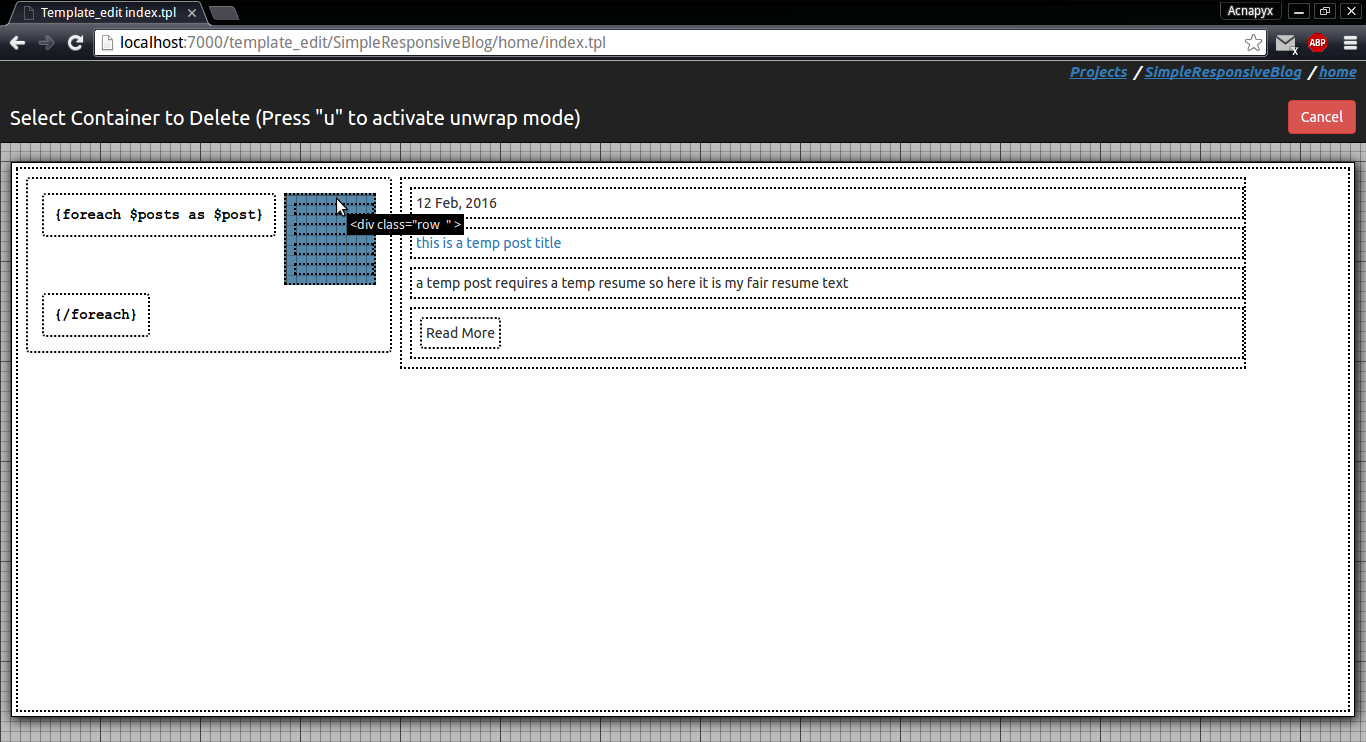 Template_edit index.tpl
Acnapyx
localhost:7000/template_edit/SimpleResponsiveBlog/home/index.tpl
ABP
x
Projects / SimpleResponsiveBlog / home
Select Container to Delete (Press "u" to activate unwrap mode)
Cancel
{foreach $posts as $post}
<div class="row " >
{/foreach}
12 Feb, 2016
this is a temp post title
a temp post requires a temp resume so here it is my fair resume text
Read More